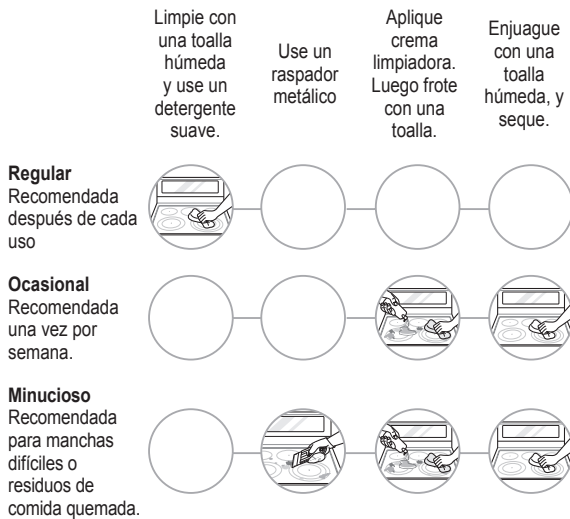 Limpie con
una toalla
húmeda
y use un
detergente
suave.
Use un
raspador
metálico
Aplique
crema
limpiadora.
Luego frote
con una
toalla.
Enjuague
con una
toalla
húmeda, y
seque.
Regular
Recomendada
después de cada
uso
Ocasional
Recomendada
una vez por
semana.
Minucioso
Recomendada
para manchas
difíciles o
residuos de
comida quemada.